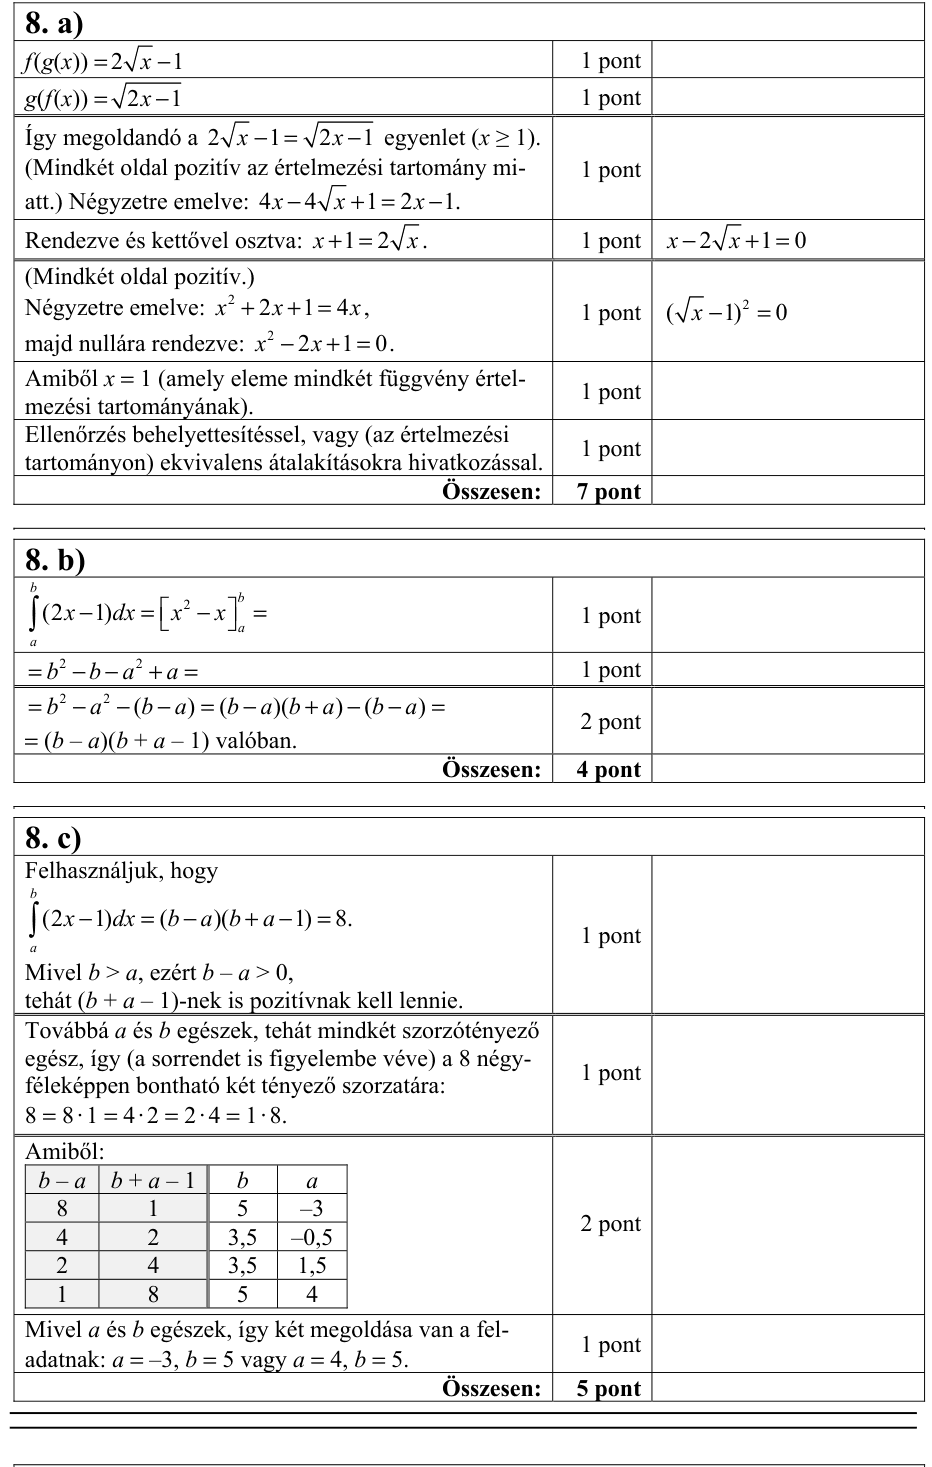 8. a)
f(g(x)) = 2√x − 1 1 pont
g(f(x)) = √(2x − 1) 1 pont
Így megoldandó a 2√x − 1 = √(2x − 1) egyenlet (x ≥ 1).
(Mindkét oldal pozitív az értelmezési tartomány mi-
att.) Négyzetre emelve: 4x − 4√x + 1 = 2x − 1.
1 pont
Rendezve és kettővel osztva: x + 1 = 2√x. 1 pont x − 2√x + 1 = 0
(Mindkét oldal pozitív.)
Négyzetre emelve: x² + 2x + 1 = 4x,
majd nullára rendezve: x² − 2x + 1 = 0.
1 pont (√x − 1)² = 0
Amiből x = 1 (amely eleme mindkét függvény értel-
mezési tartományának).
1 pont
Ellenőrzés behelyettesítéssel, vagy (az értelmezési
tartományon) ekvivalens átalakításokra hivatkozással.
1 pont
Összesen: 7 pont
8. b)
∫ₐᵇ (2x − 1)dx = [x² − x]ₐᵇ = 1 pont
= b² − b − a² + a = 1 pont
= b² − a² − (b − a) = (b − a)(b + a) − (b − a) =
= (b – a)(b + a – 1) valóban.
2 pont
Összesen: 4 pont
8. c)
Felhasználjuk, hogy
∫ₐᵇ (2x − 1)dx = (b − a)(b + a − 1) = 8.
Mivel b > a, ezért b – a > 0,
tehát (b + a – 1)-nek is pozitívnak kell lennie.
1 pont
Továbbá a és b egészek, tehát mindkét szorzótényező
egész, így (a sorrendet is figyelembe véve) a 8 négy-
féleképpen bontható két tényező szorzatára:
8 = 8 · 1 = 4 · 2 = 2 · 4 = 1 · 8.
1 pont
Amiből:
b – a b + a – 1 b a
8 1 5 –3
4 2 3,5 –0,5
2 4 3,5 1,5
1 8 5 4
2 pont
Mivel a és b egészek, így két megoldása van a fel-
adatnak: a = –3, b = 5 vagy a = 4, b = 5.
1 pont
Összesen: 5 pont